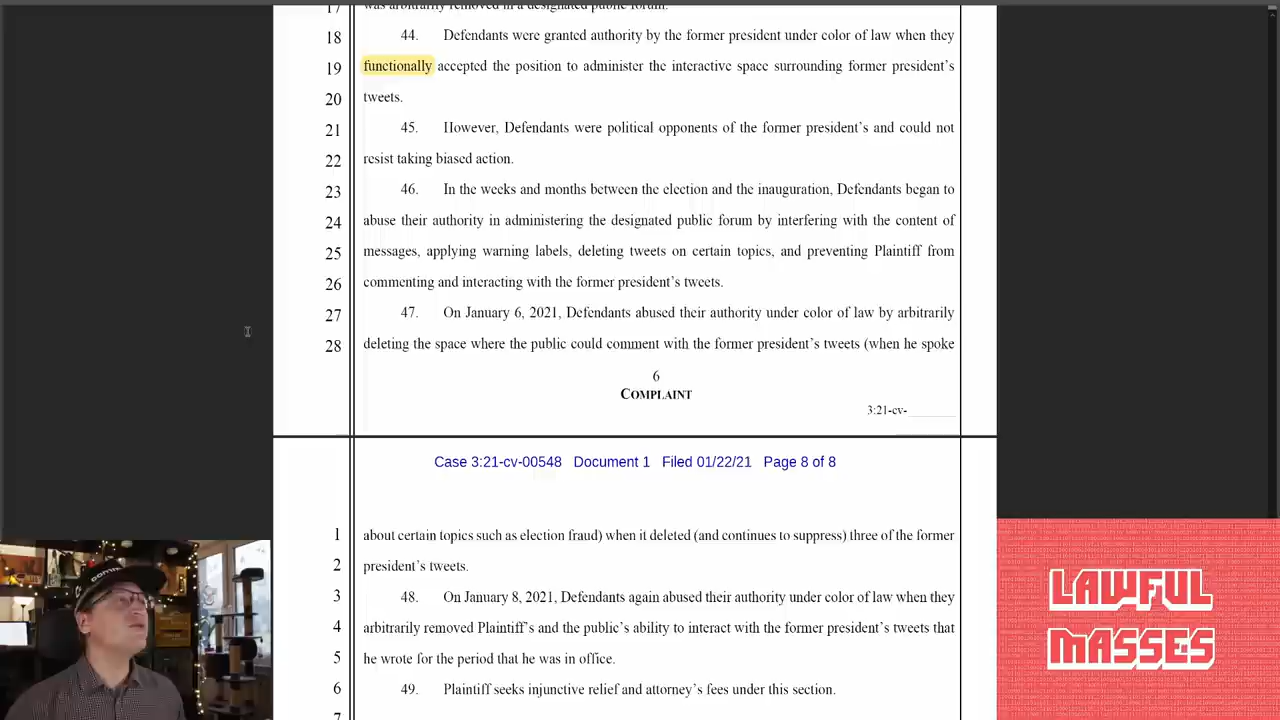 17 was arbitrarily removed in a designated public forum.
18 44. Defendants were granted authority by the former president under color of law when they
19 functionally accepted the position to administer the interactive space surrounding former president's
20 tweets.
21 45. However, Defendants were political opponents of the former president's and could not
22 resist taking biased action.
23 46. In the weeks and months between the election and the inauguration, Defendants began to
24 abuse their authority in administering the designated public forum by interfering with the content of
25 messages, applying warning labels, deleting tweets on certain topics, and preventing Plaintiff from
26 commenting and interacting with the former president's tweets.
27 47. On January 6, 2021, Defendants abused their authority under color of law by arbitrarily
28 deleting the space where the public could comment with the former president's tweets (when he spoke
6
COMPLAINT
3:21-cv-
Case 3:21-cv-00548 Document 1 Filed 01/22/21 Page 8 of 8
1 about certain topics such as election fraud) when it deleted (and continues to suppress) three of the former
2 president's tweets.
3 48. On January 8, 2021, Defendants again abused their authority under color of law when they
4 arbitrarily removed Plaintiff's and the public's ability to interact with the former president's tweets that
5 he wrote for the period that he was in office.
6 49. Plaintiff seeks injunctive relief and attorney's fees under this section.
7
LAWFUL
MASSES